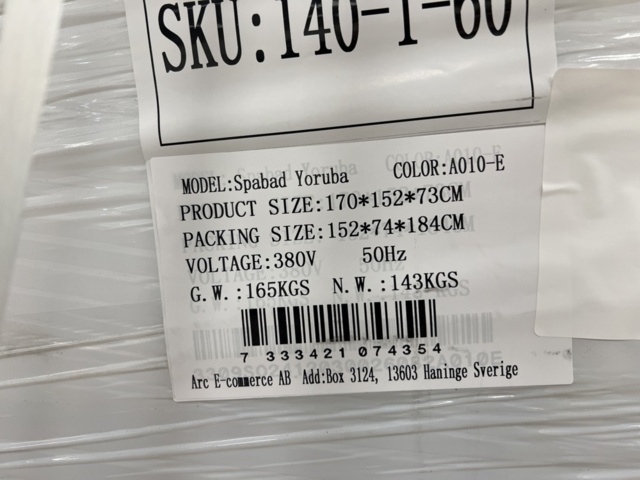 SKU:140-1-60
MODEL:Spabad Yoruba COLOR:A010-E
PRODUCT SIZE:170*152*73CM
PACKING SIZE:152*74*184CM
VOLTAGE:380V 50Hz
G.W.:165KGS N.W.:143KGS
7 333421 074354
Arc E-commerce AB Add:Box 3124, 13603 Haninge Sverige